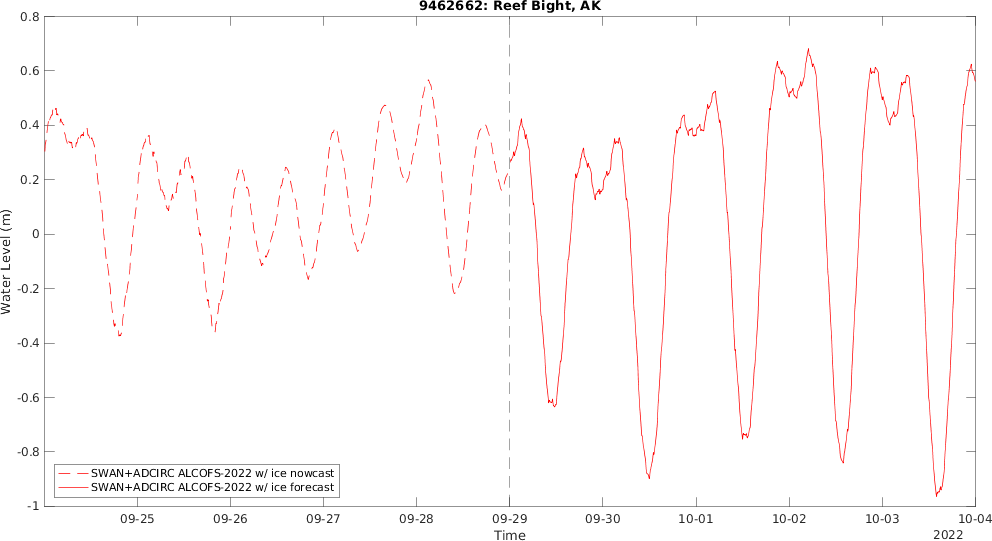 9462662: Reef Bight, AK
Water Level (m)
0.8
0.6
0.4
0.2
0
-0.2
-0.4
-0.6
-0.8
-1
SWAN+ADCIRC ALCOFS-2022 w/ ice nowcast
SWAN+ADCIRC ALCOFS-2022 w/ ice forecast
09-25 09-26 09-27 09-28 09-29 09-30 10-01 10-02 10-03 10-04
Time
2022